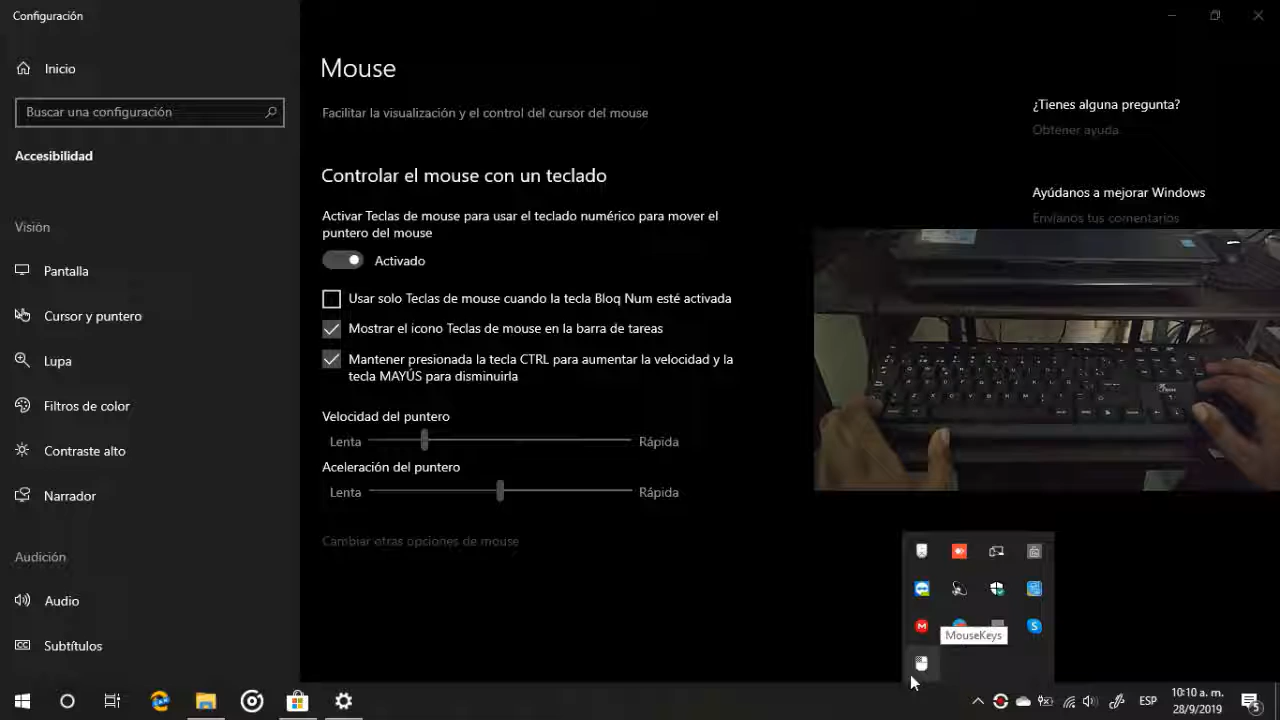 Configuración
Inicio
Buscar una configuración
Accesibilidad
Visión
Pantalla
Cursor y puntero
Lupa
Filtros de color
Contraste alto
Narrador
Audición
Audio
Subtítulos
Mouse
Facilitar la visualización y el control del cursor del mouse
Controlar el mouse con un teclado
Activar Teclas de mouse para usar el teclado numérico para mover el
puntero del mouse
Activado
Usar solo Teclas de mouse cuando la tecla Bloq Num esté activada
Mostrar el icono Teclas de mouse en la barra de tareas
Mantener presionada la tecla CTRL para aumentar la velocidad y la
tecla MAYÚS para disminuirla
Velocidad del puntero
Lenta Rápida
Aceleración del puntero
Lenta Rápida
Cambiar otras opciones de mouse
¿Tienes alguna pregunta?
Obtener ayuda
Ayúdanos a mejorar Windows
Envíanos tus comentarios
MouseKeys
ESP
10:10 a. m.
28/9/2019
5